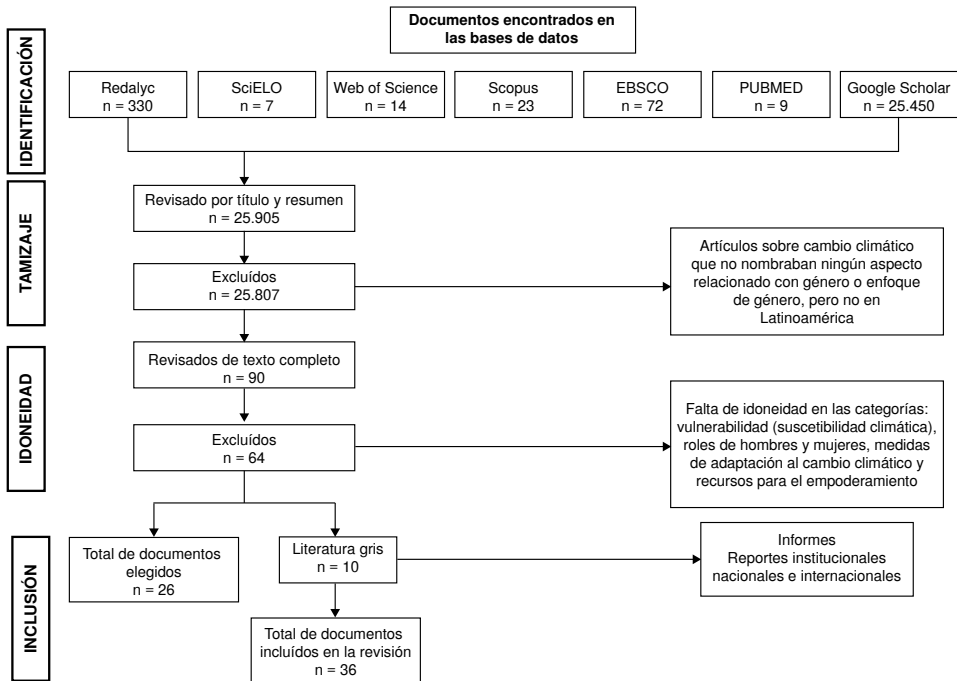 Documentos encontrados en
las bases de datos
IDENTIFICACIÓN
Redalyc
n = 330
SciELO
n = 7
Web of Science
n = 14
Scopus
n = 23
EBSCO
n = 72
PUBMED
n = 9
Google Scholar
n = 25.450
TAMIZAJE
Revisado por título y resumen
n = 25.905
Excluídos
n = 25.807
Artículos sobre cambio climático
que no nombraban ningún aspecto
relacionado con género o enfoque
de género, pero no en
Latinoamérica
IDONEIDAD
Revisados de texto completo
n = 90
Excluídos
n = 64
Falta de idoneidad en las categorías:
vulnerabilidad (suscetibilidad climática),
roles de hombres y mujeres, medidas
de adaptación al cambio climático y
recursos para el empoderamiento
INCLUSIÓN
Total de documentos
elegidos
n = 26
Literatura gris
n = 10
Informes
Reportes institucionales
nacionales e internacionales
Total de documentos
incluídos en la revisión
n = 36